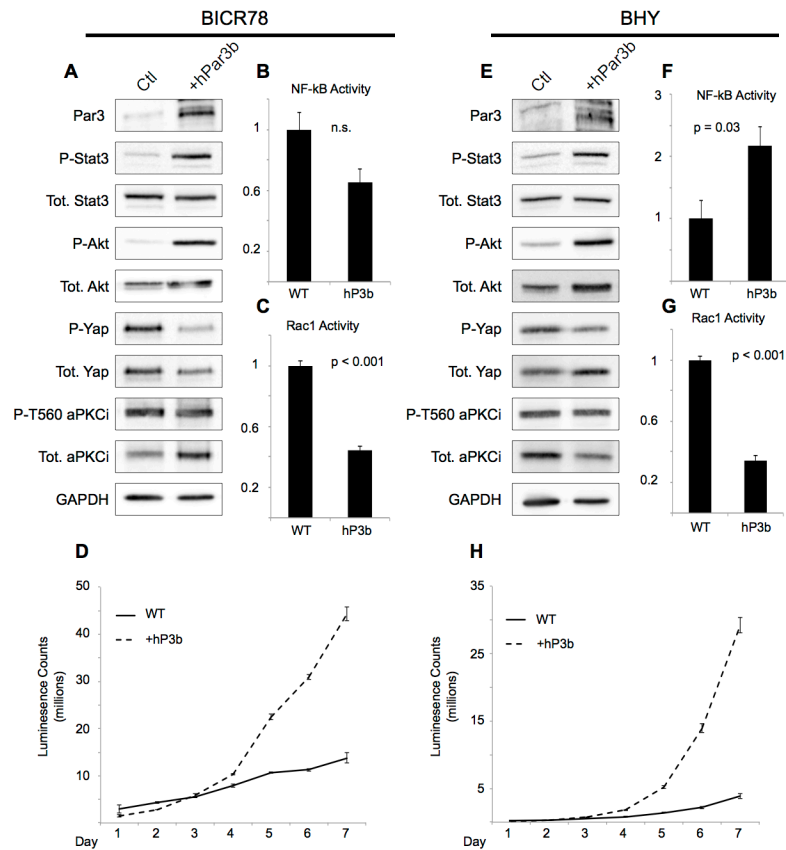 BICR78
BHY
A
Ctl
+hPar3b
Par3
P-Stat3
Tot. Stat3
P-Akt
Tot. Akt
P-Yap
Tot. Yap
P-T560 aPKCi
Tot. aPKCi
GAPDH
B
NF-kB Activity
n.s.
1
0.6
0.2
WT
hP3b
C
Rac1 Activity
p < 0.001
1
0.6
0.2
WT
hP3b
E
Ctl
+hPar3b
Par3
P-Stat3
Tot. Stat3
P-Akt
Tot. Akt
P-Yap
Tot. Yap
P-T560 aPKCi
Tot. aPKCi
GAPDH
F
NF-kB Activity
p = 0.03
3
2
1
WT
hP3b
G
Rac1 Activity
p < 0.001
1
0.6
0.2
WT
hP3b
D
Luminesence Counts
(millions)
50
40
30
20
10
WT
+hP3b
Day
1 2 3 4 5 6 7
H
Luminesence Counts
(millions)
35
25
15
5
WT
+hP3b
Day
1 2 3 4 5 6 7